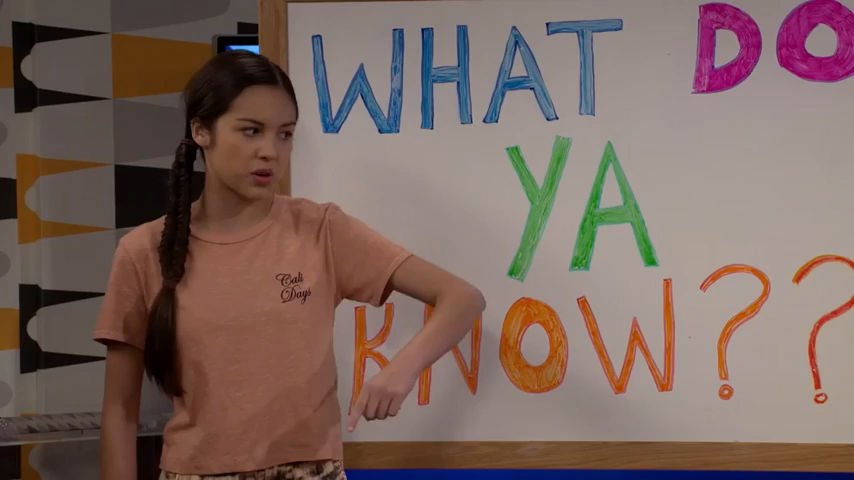 WHAT DO
YA
KNOW??
Cali
Days